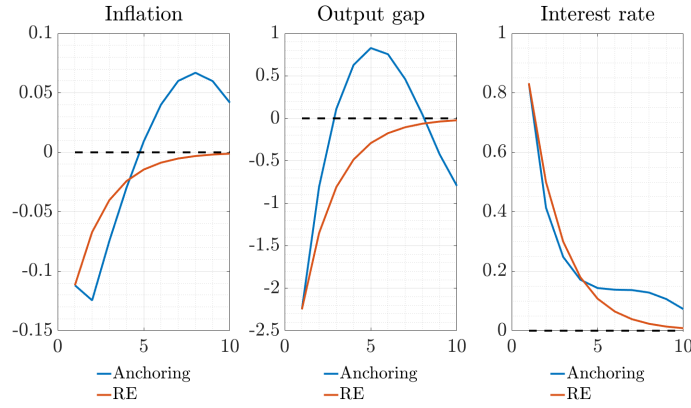 Inflation
0.1
0.05
0
-0.05
-0.1
-0.15
0 5 10
Anchoring
RE
Output gap
1
0.5
0
-0.5
-1
-1.5
-2
-2.5
0 5 10
Anchoring
RE
Interest rate
1
0.8
0.6
0.4
0.2
0
0 5 10
Anchoring
RE